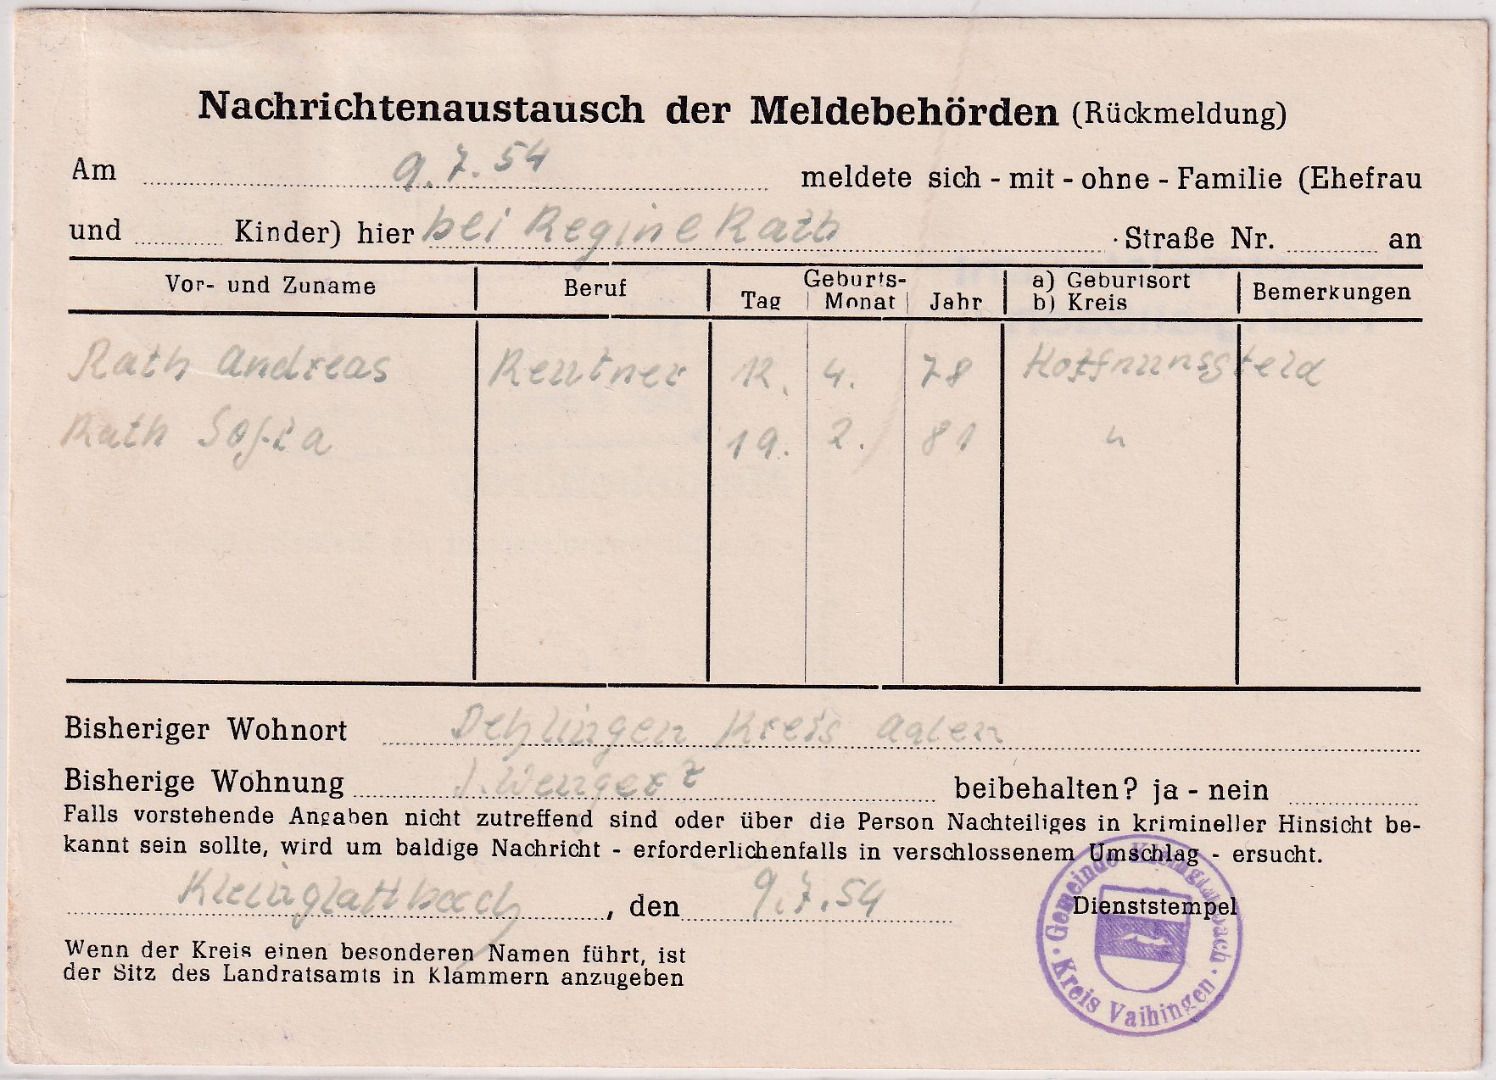 Nachrichtenaustausch der Meldebehörden (Rückmeldung)
Am 9.7.54 meldete sich - mit - ohne - Familie (Ehefrau
und Kinder) hier bei Regine Rath Straße Nr. an
Vor- und Zuname Beruf Geburts- Tag Monat Jahr a) Geburtsort b) Kreis Bemerkungen
Rath Andreas Rentner 12. 4. 78 Hoffnungsfeld
Rath Sofia 19. 2. 81 "
Bisheriger Wohnort Dehlingen Kreis Aalen
Bisherige Wohnung J. Wengert beibehalten? ja - nein
Falls vorstehende Angaben nicht zutreffend sind oder über die Person Nachteiliges in krimineller Hinsicht be-
kannt sein sollte, wird um baldige Nachricht - erforderlichenfalls in verschlossenem Umschlag - ersucht.
Kleinglattbach, den 9.7.54
Dienststempel
Gemeinde Kleinglattbach · Kreis Vaihingen ·
Wenn der Kreis einen besonderen Namen führt, ist
der Sitz des Landratsamts in Klammern anzugeben